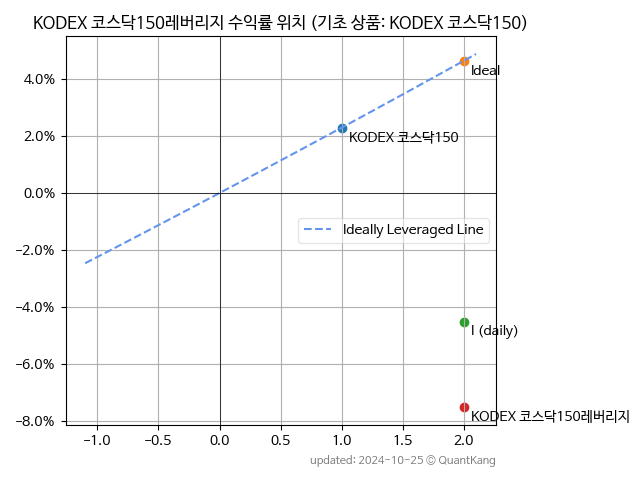 KODEX 코스닥150레버리지 수익률 위치 (기초 상품: KODEX 코스닥150)
4.0%
Ideal
2.0%
KODEX 코스닥150
0.0%
Ideally Leveraged Line
−2.0%
−4.0%
I (daily)
−6.0%
KODEX 코스닥150레버리지
−8.0%
−1.0 −0.5 0.0 0.5 1.0 1.5 2.0
updated: 2024-10-25 © QuantKang